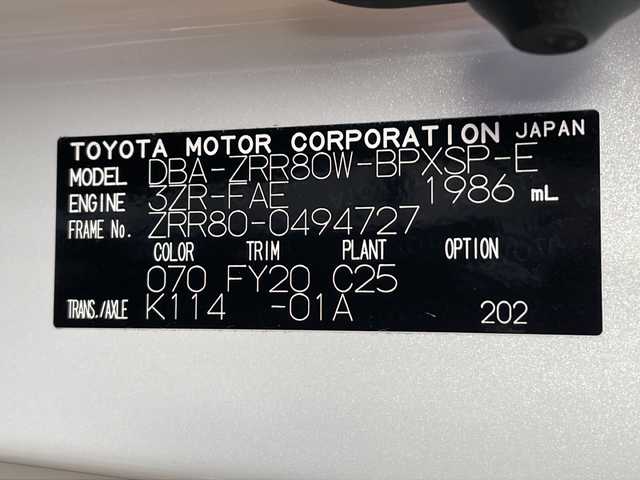 TOYOTA MOTOR CORPORATION JAPAN
MODEL DBA-ZRR80W-BPXSP-E
ENGINE 3ZR-FAE 1986 mL
FRAME No. ZRR80-0494727
COLOR TRIM PLANT OPTION
070 FY20 C25
TRANS./AXLE K114 -01A 202